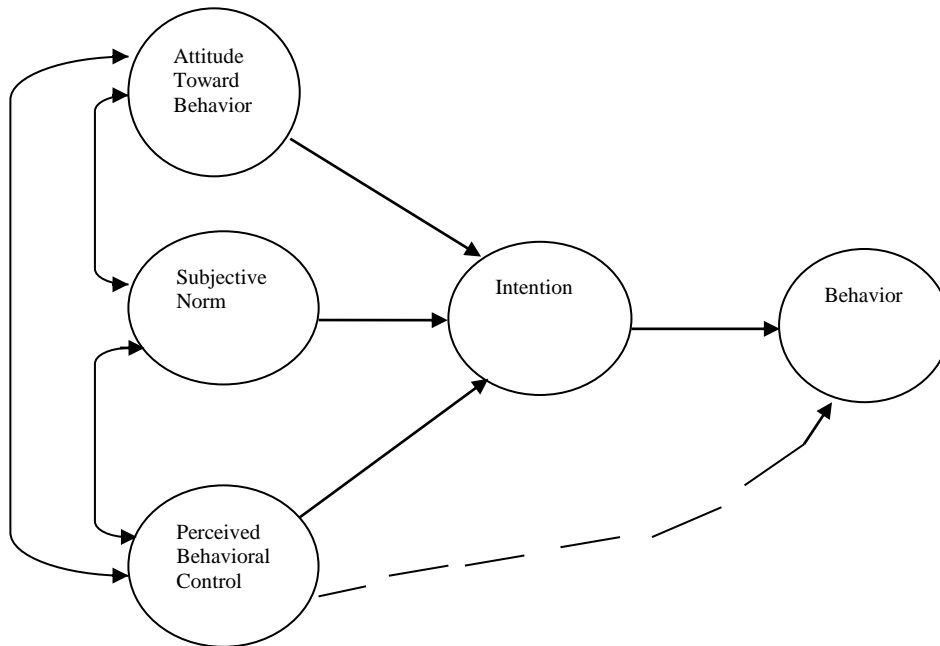 Attitude
Toward
Behavior
Subjective
Norm
Intention
Behavior
Perceived
Behavioral
Control